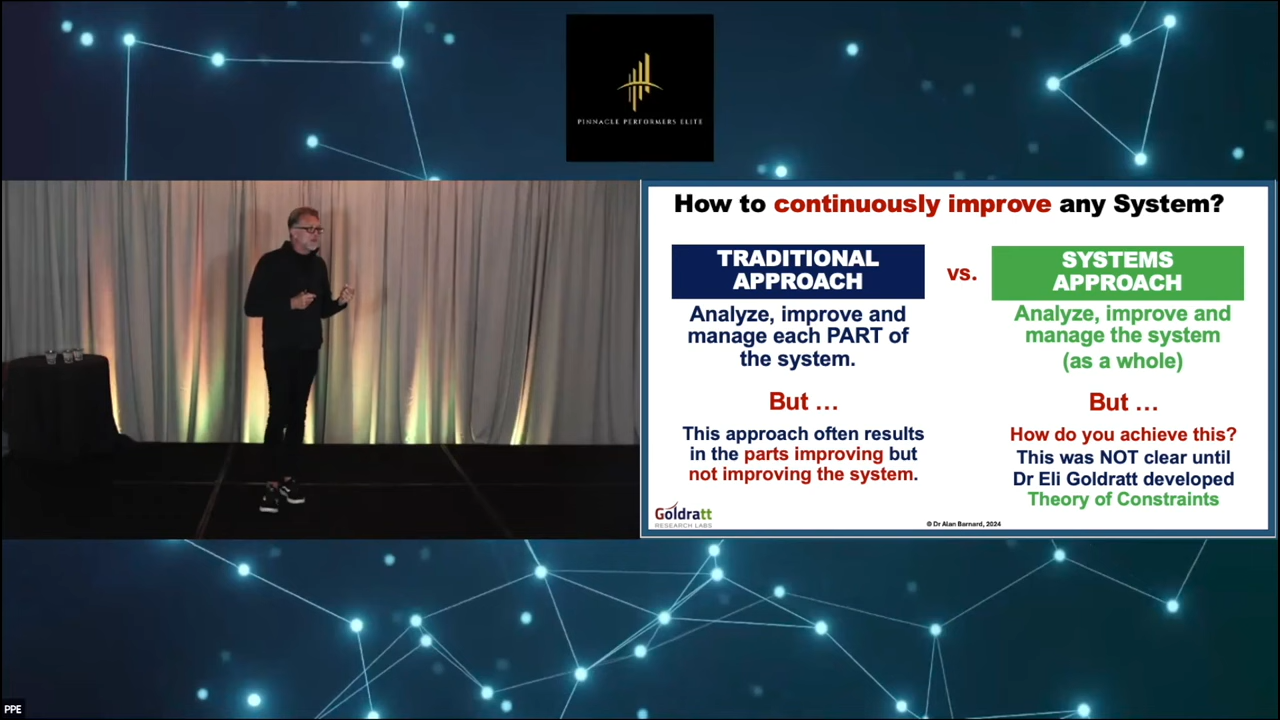 PINNACLE PERFORMERS ELITE
How to continuously improve any System?
TRADITIONAL
APPROACH
Analyze, improve and
manage each PART of
the system.
But ...
This approach often results
in the parts improving but
not improving the system.
vs.
SYSTEMS
APPROACH
Analyze, improve and
manage the system
(as a whole)
But ...
How do you achieve this?
This was NOT clear until
Dr Eli Goldratt developed
Theory of Constraints
Goldratt
RESEARCH LABS
© Dr Alan Barnard, 2024
PPE